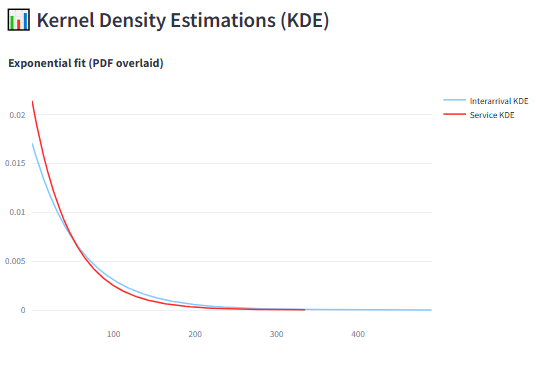 Kernel Density Estimations (KDE)
Exponential fit (PDF overlaid)
Interarrival KDE
Service KDE
0.02
0.015
0.01
0.005
0
100 200 300 400